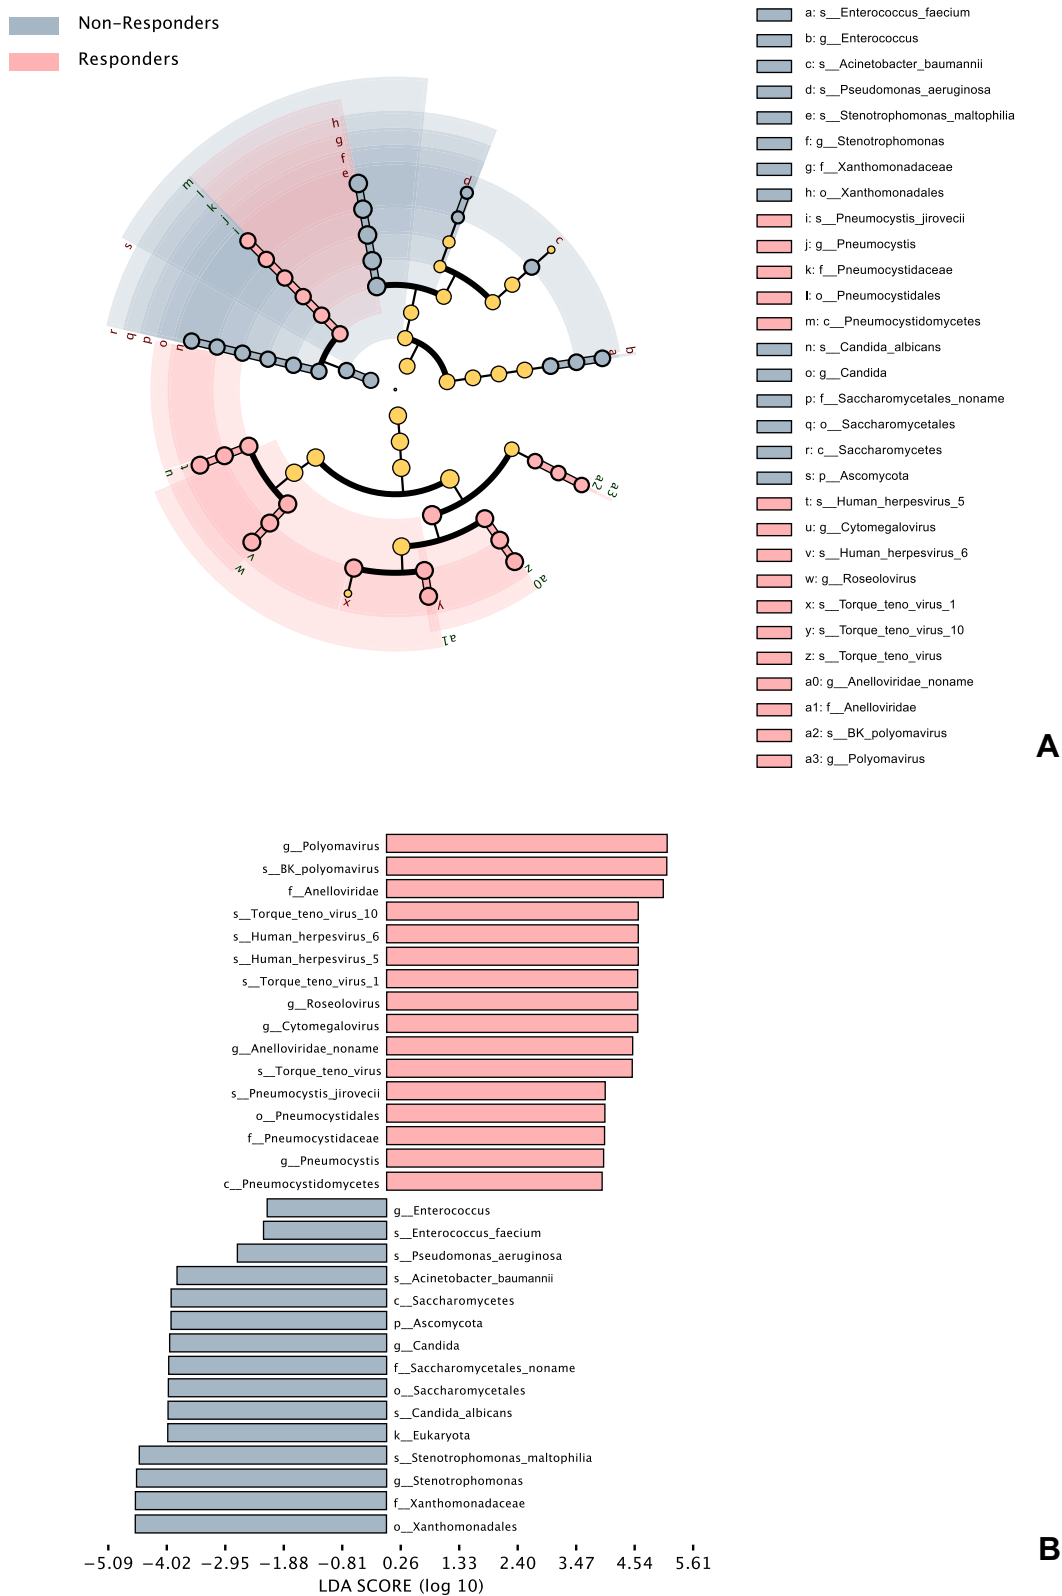 Non-Responders
Responders
a: s__Enterococcus_faecium
b: g__Enterococcus
c: s__Acinetobacter_baumannii
d: s__Pseudomonas_aeruginosa
e: s__Stenotrophomonas_maltophilia
f: g__Stenotrophomonas
g: f__Xanthomonadaceae
h: o__Xanthomonadales
i: s__Pneumocystis_jirovecii
j: g__Pneumocystis
k: f__Pneumocystidaceae
l: o__Pneumocystidales
m: c__Pneumocystidomycetes
n: s__Candida_albicans
o: g__Candida
p: f__Saccharomycetales_noname
q: o__Saccharomycetales
r: c__Saccharomycetes
s: p__Ascomycota
t: s__Human_herpesvirus_5
u: g__Cytomegalovirus
v: s__Human_herpesvirus_6
w: g__Roseolovirus
x: s__Torque_teno_virus_1
y: s__Torque_teno_virus_10
z: s__Torque_teno_virus
a0: g__Anelloviridae_noname
a1: f__Anelloviridae
a2: s__BK_polyomavirus
a3: g__Polyomavirus
h
g
f
e
d
c
b
a
m
l
k
j
i
s
r
q
p
o
n
u
t
w
v
x
y
a1
z
a0
a2
a3
A
g__Polyomavirus
s__BK_polyomavirus
f__Anelloviridae
s__Torque_teno_virus_10
s__Human_herpesvirus_6
s__Human_herpesvirus_5
s__Torque_teno_virus_1
g__Roseolovirus
g__Cytomegalovirus
g__Anelloviridae_noname
s__Torque_teno_virus
s__Pneumocystis_jirovecii
o__Pneumocystidales
f__Pneumocystidaceae
g__Pneumocystis
c__Pneumocystidomycetes
g__Enterococcus
s__Enterococcus_faecium
s__Pseudomonas_aeruginosa
s__Acinetobacter_baumannii
c__Saccharomycetes
p__Ascomycota
g__Candida
f__Saccharomycetales_noname
o__Saccharomycetales
s__Candida_albicans
k__Eukaryota
s__Stenotrophomonas_maltophilia
g__Stenotrophomonas
f__Xanthomonadaceae
o__Xanthomonadales
−5.09 −4.02 −2.95 −1.88 −0.81 0.26 1.33 2.40 3.47 4.54 5.61
LDA SCORE (log 10)
B